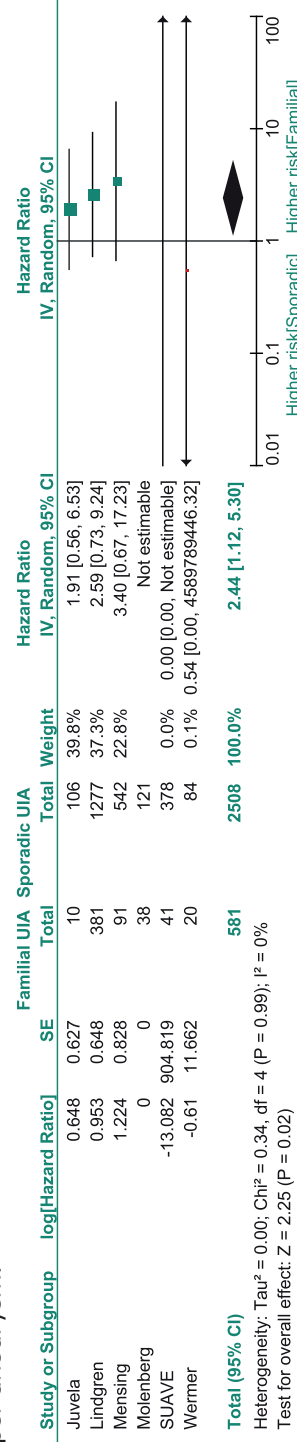 Familial UIA Sporadic UIA Hazard Ratio Hazard Ratio
Study or Subgroup log[Hazard Ratio] SE Total Total Weight IV, Random, 95% CI IV, Random, 95% CI
Juvela 0.648 0.627 10 106 39.8% 1.91 [0.56, 6.53]
Lindgren 0.953 0.648 381 1277 37.3% 2.59 [0.73, 9.24]
Mensing 1.224 0.828 91 542 22.8% 3.40 [0.67, 17.23]
Molenberg 0 0 38 121 Not estimable
SUAVE -13.082 904.819 41 378 0.0% 0.00 [0.00, Not estimable]
Wermer -0.61 11.662 20 84 0.1% 0.54 [0.00, 4589789446.32]
Total (95% CI) 581 2508 100.0% 2.44 [1.12, 5.30]
Heterogeneity: Tau² = 0.00; Chi² = 0.34, df = 4 (P = 0.99); I² = 0%
Test for overall effect: Z = 2.25 (P = 0.02)
0.01 0.1 1 10 100
Higher risk[Sporadic] Higher risk[Familial]